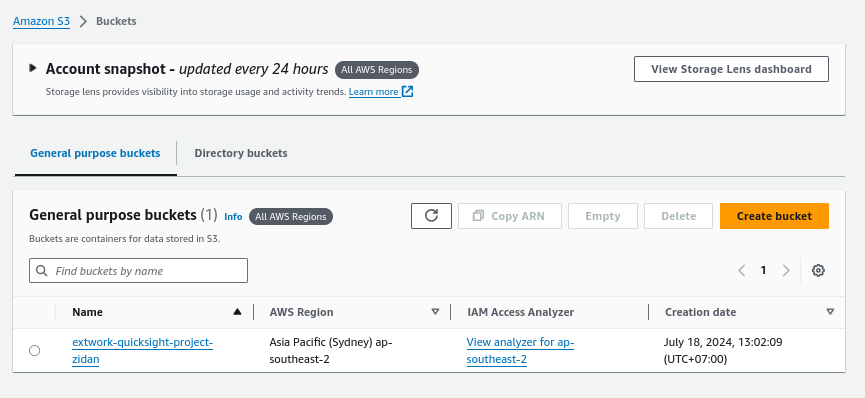 Amazon S3 > Buckets
Account snapshot - updated every 24 hours All AWS Regions View Storage Lens dashboard
Storage lens provides visibility into storage usage and activity trends. Learn more
General purpose buckets Directory buckets
General purpose buckets (1) Info All AWS Regions Copy ARN Empty Delete Create bucket
Buckets are containers for data stored in S3.
Find buckets by name 1
Name AWS Region IAM Access Analyzer Creation date
extwork-quicksight-project- Asia Pacific (Sydney) ap- View analyzer for ap- July 18, 2024, 13:02:09
zidan southeast-2 southeast-2 (UTC+07:00)